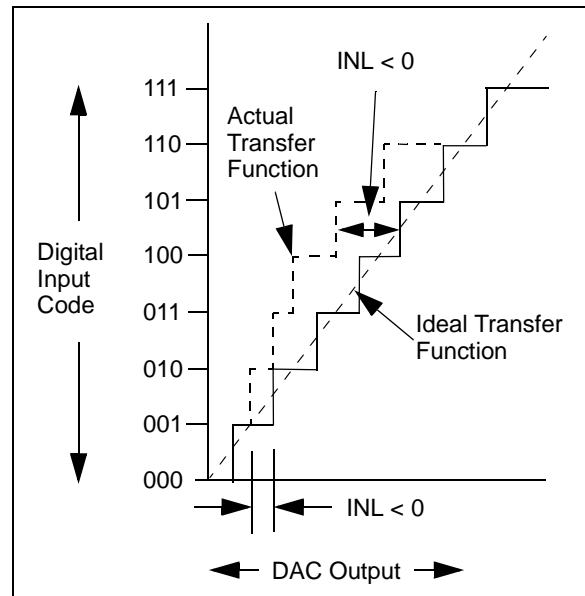 INL < 0
111
Actual
Transfer
Function
110
101
Digital
Input
Code
100
011
Ideal Transfer
Function
010
001
000
INL < 0
DAC Output